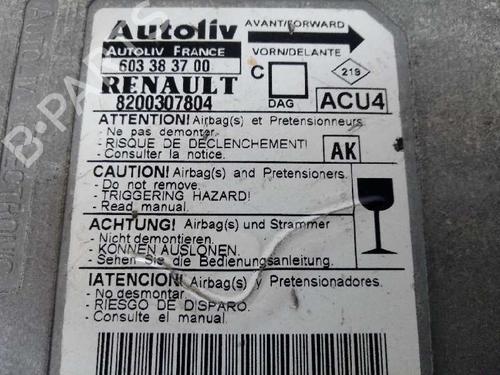 Autoliv
AVANT/FORWARD
AUTOLIV FRANCE
VORN/DELANTE
603 38 37 00
C
219
RENAULT
8200307804
DAG
ACU4
ATTENTION! Airbag(s) et Pretensionneurs
- Ne pas demonter.
- RISQUE DE DECLENCHEMENT!
- Consulter la notice.
AK
CAUTION! Airbag(s) and Pretensioners.
- Do not remove.
- TRIGGERING HAZARD!
- Read manual.
ACHTUNG! Airbag(s) und Strammer
- Nicht demontieren.
- KONNEN AUSLONEN.
- Sehen Sie die Bedienungsanleitung.
!ATENCION! Airbag(s) y Pretensionadores.
- No desmontar
- RIESGO DE DISPARO.
- Consulte el manual.